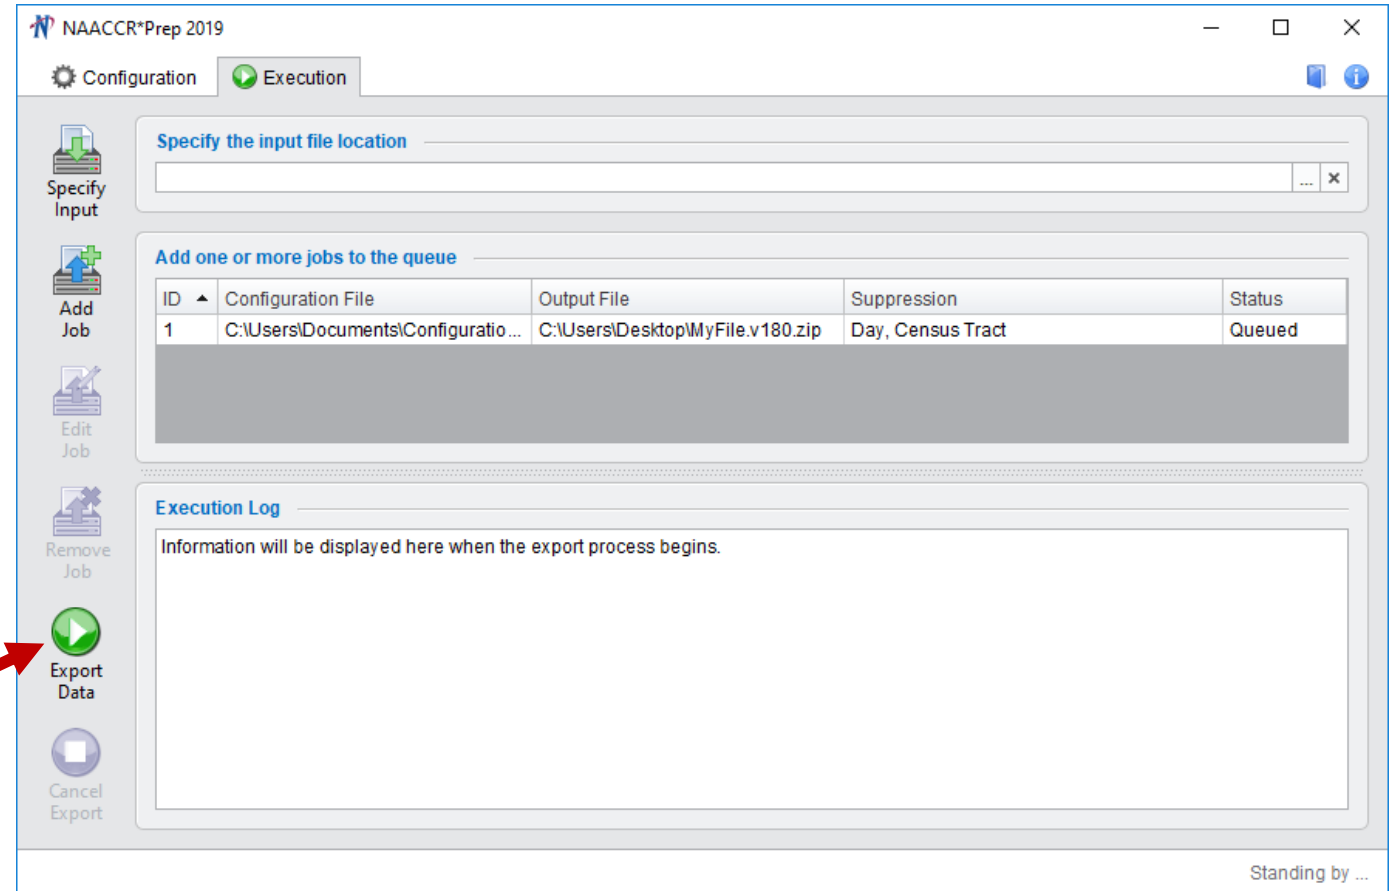 NAACCR*Prep 2019
Configuration Execution
Specify
Input
Add
Job
Edit
Job
Remove
Job
Export
Data
Cancel
Export
Specify the input file location
...
Add one or more jobs to the queue
ID Configuration File Output File Suppression Status
1 C:\Users\Documents\Configuratio... C:\Users\Desktop\MyFile.v180.zip Day, Census Tract Queued
Execution Log
Information will be displayed here when the export process begins.
Standing by ...